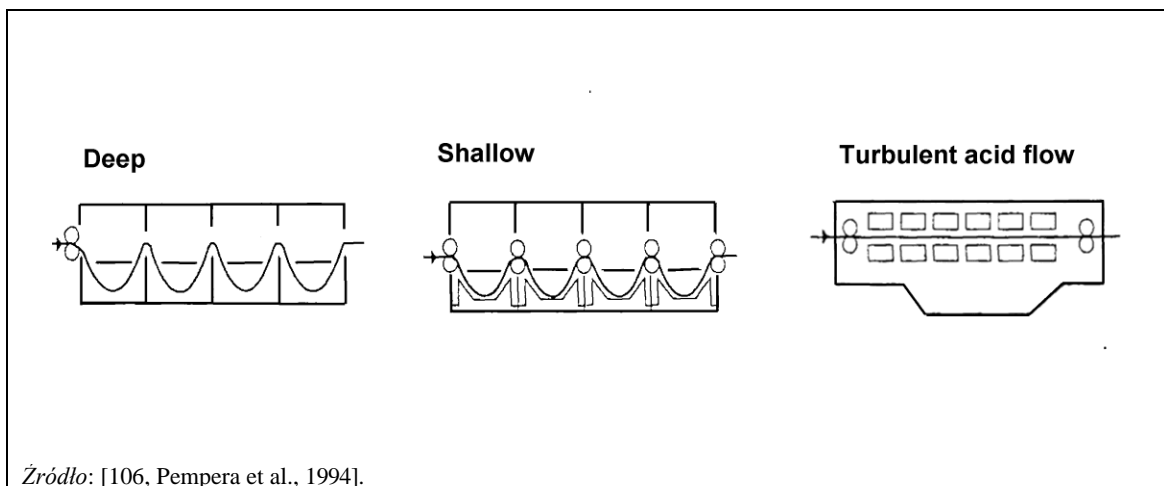 Deep
Shallow
Turbulent acid flow
Źródło: [106, Pempera et al., 1994].